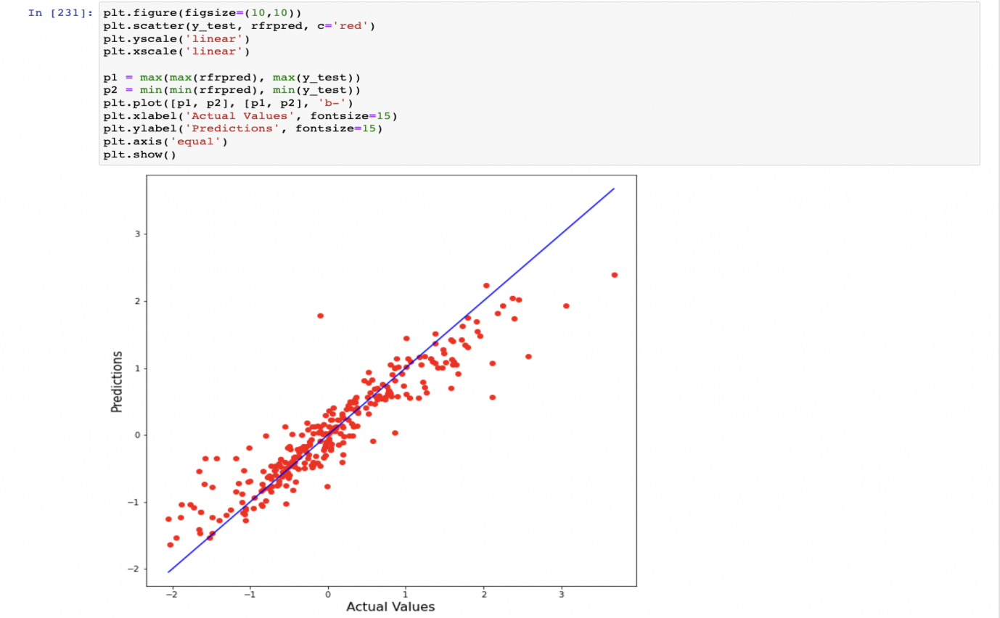 In [231]:
plt.figure(figsize=(10,10))
plt.scatter(y_test, rfrpred, c='red')
plt.yscale('linear')
plt.xscale('linear')
p1 = max(max(rfrpred), max(y_test))
p2 = min(min(rfrpred), min(y_test))
plt.plot([p1, p2], [p1, p2], 'b-')
plt.xlabel('Actual Values', fontsize=15)
plt.ylabel('Predictions', fontsize=15)
plt.axis('equal')
plt.show()
Predictions
3
2
1
0
−1
−2
−2 −1 0 1 2 3
Actual Values